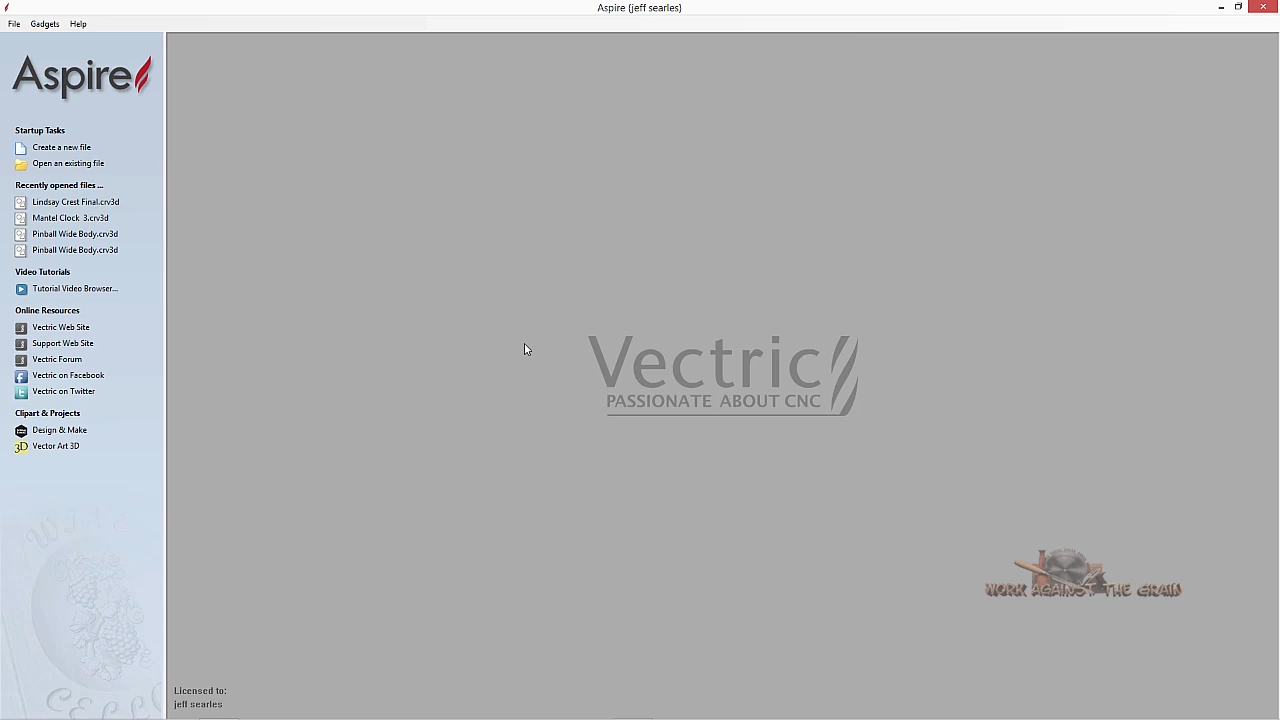 Aspire (jeff searles)
File Gadgets Help
Aspire
Startup Tasks
Create a new file
Open an existing file
Recently opened files ...
Lindsay Crest Final.crv3d
Mantel Clock 3.crv3d
Pinball Wide Body.crv3d
Pinball Wide Body.crv3d
Video Tutorials
Tutorial Video Browser...
Online Resources
Vectric Web Site
Support Web Site
Vectric Forum
Vectric on Facebook
Vectric on Twitter
Clipart & Projects
Design & Make
3D Vector Art 3D
Vectric
PASSIONATE ABOUT CNC
WORK AGAINST THE GRAIN
Licensed to:
jeff searles